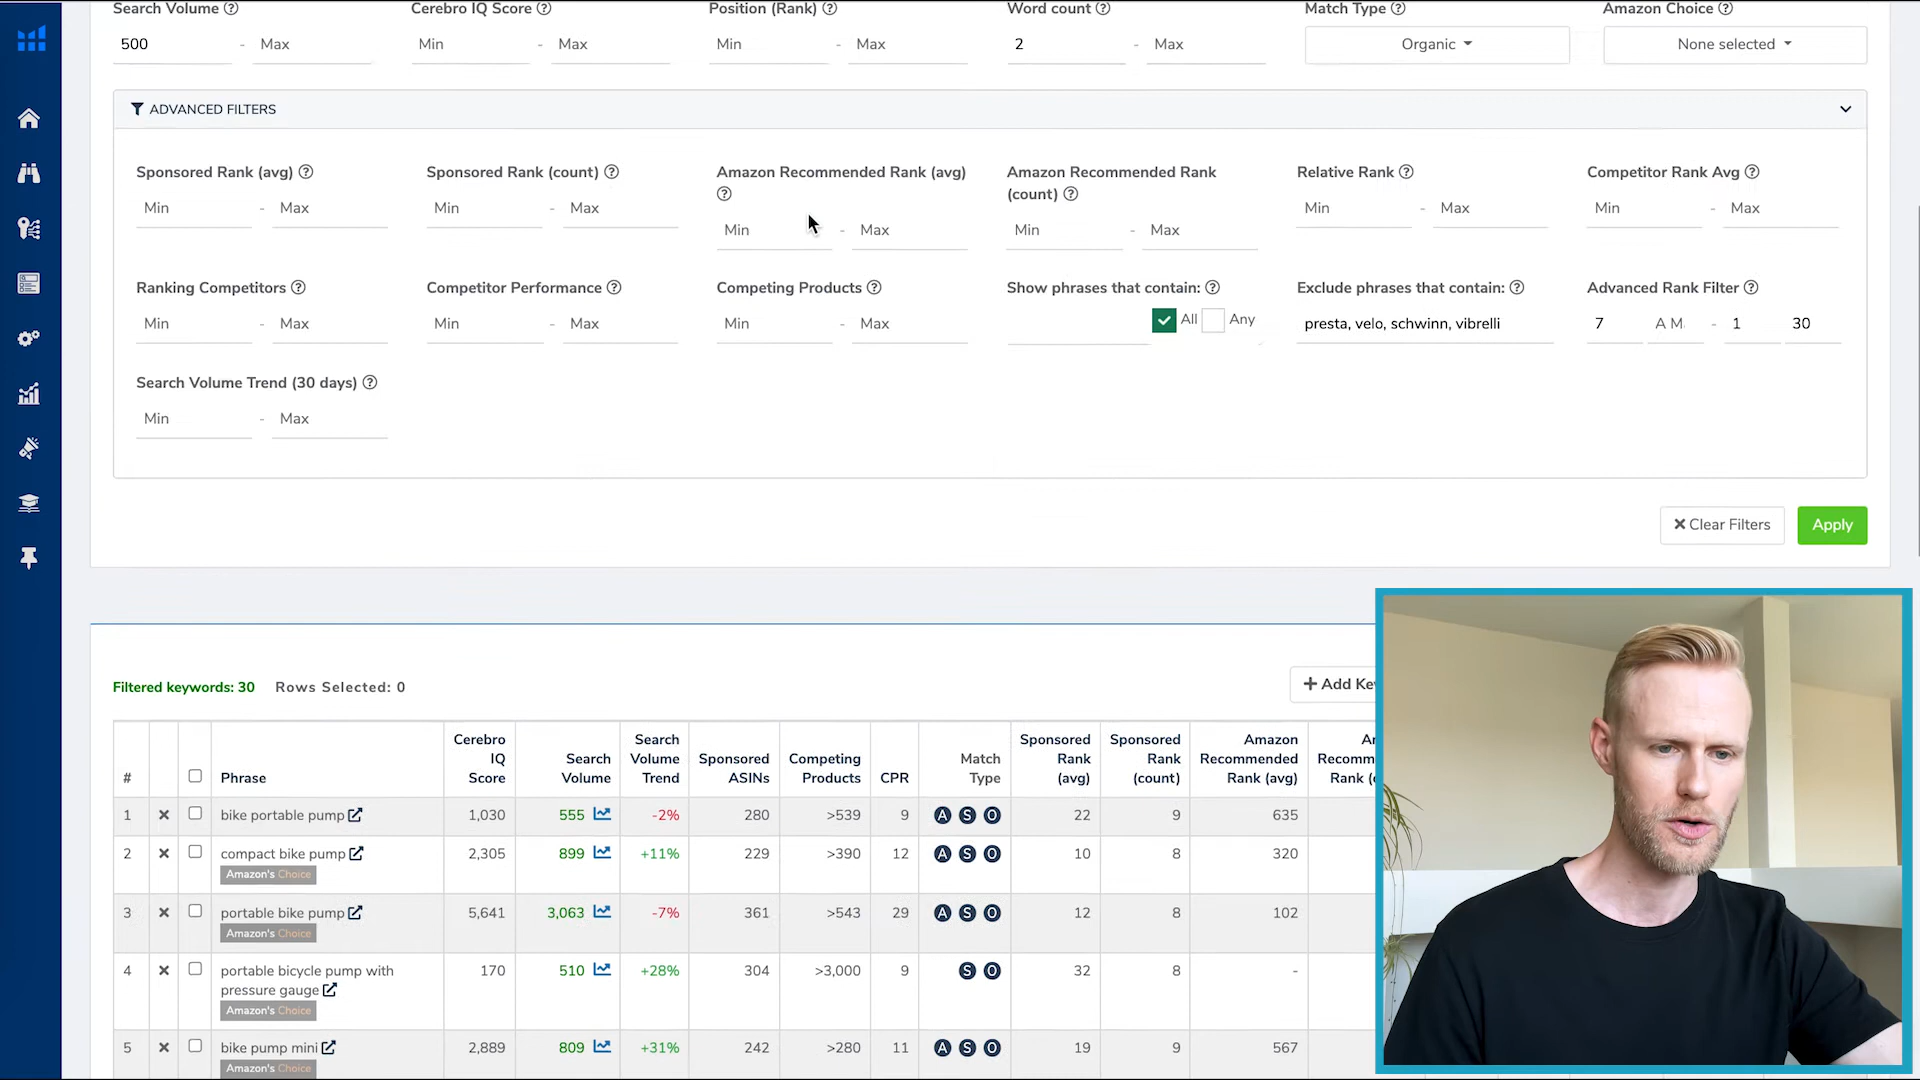 Search Volume Cerebro IQ Score Position (Rank) Word count Match Type Amazon Choice
500 - Max Min - Max Min - Max 2 - Max Organic None selected
ADVANCED FILTERS
Sponsored Rank (avg) Sponsored Rank (count) Amazon Recommended Rank (avg) Amazon Recommended Rank (count) Relative Rank Competitor Rank Avg
Min - Max Min - Max Min - Max Min - Max Min - Max Min - Max
Ranking Competitors Competitor Performance Competing Products Show phrases that contain: Exclude phrases that contain: Advanced Rank Filter
Min - Max Min - Max Min - Max All Any presta, velo, schwinn, vibrelli 7 A M - 1 30
Search Volume Trend (30 days)
Min - Max
Clear Filters Apply
Filtered keywords: 30 Rows Selected: 0 + Add
# Phrase Cerebro IQ Score Search Volume Search Volume Trend Sponsored ASINs Competing Products CPR Match Type Sponsored Rank (avg) Sponsored Rank (count) Amazon Recommended Rank (avg)
1 bike portable pump 1,030 555 -2% 280 >539 9 A S O 22 9 635
2 compact bike pump 2,305 899 +11% 229 >390 12 A S O 10 8 320
Amazon's Choice
3 portable bike pump 5,641 3,063 -7% 361 >543 29 A S O 12 8 102
Amazon's Choice
4 portable bicycle pump with 170 510 +28% 304 >3,000 9 S O 32 8 -
pressure gauge
Amazon's Choice
5 bike pump mini 2,889 809 +31% 242 >280 11 A S O 19 9 567
Amazon's Choice